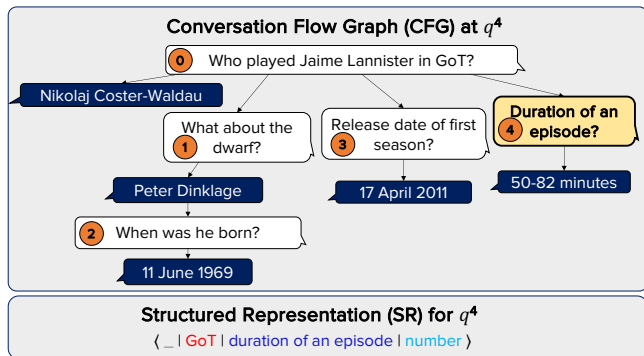 Conversation Flow Graph (CFG) at q⁴
0 Who played Jaime Lannister in GoT?
Nikolaj Coster-Waldau
What about the
1 dwarf?
Release date of first
3 season?
Duration of an
4 episode?
Peter Dinklage
17 April 2011
50-82 minutes
2 When was he born?
11 June 1969
Structured Representation (SR) for q⁴
⟨ _ | GoT | duration of an episode | number ⟩